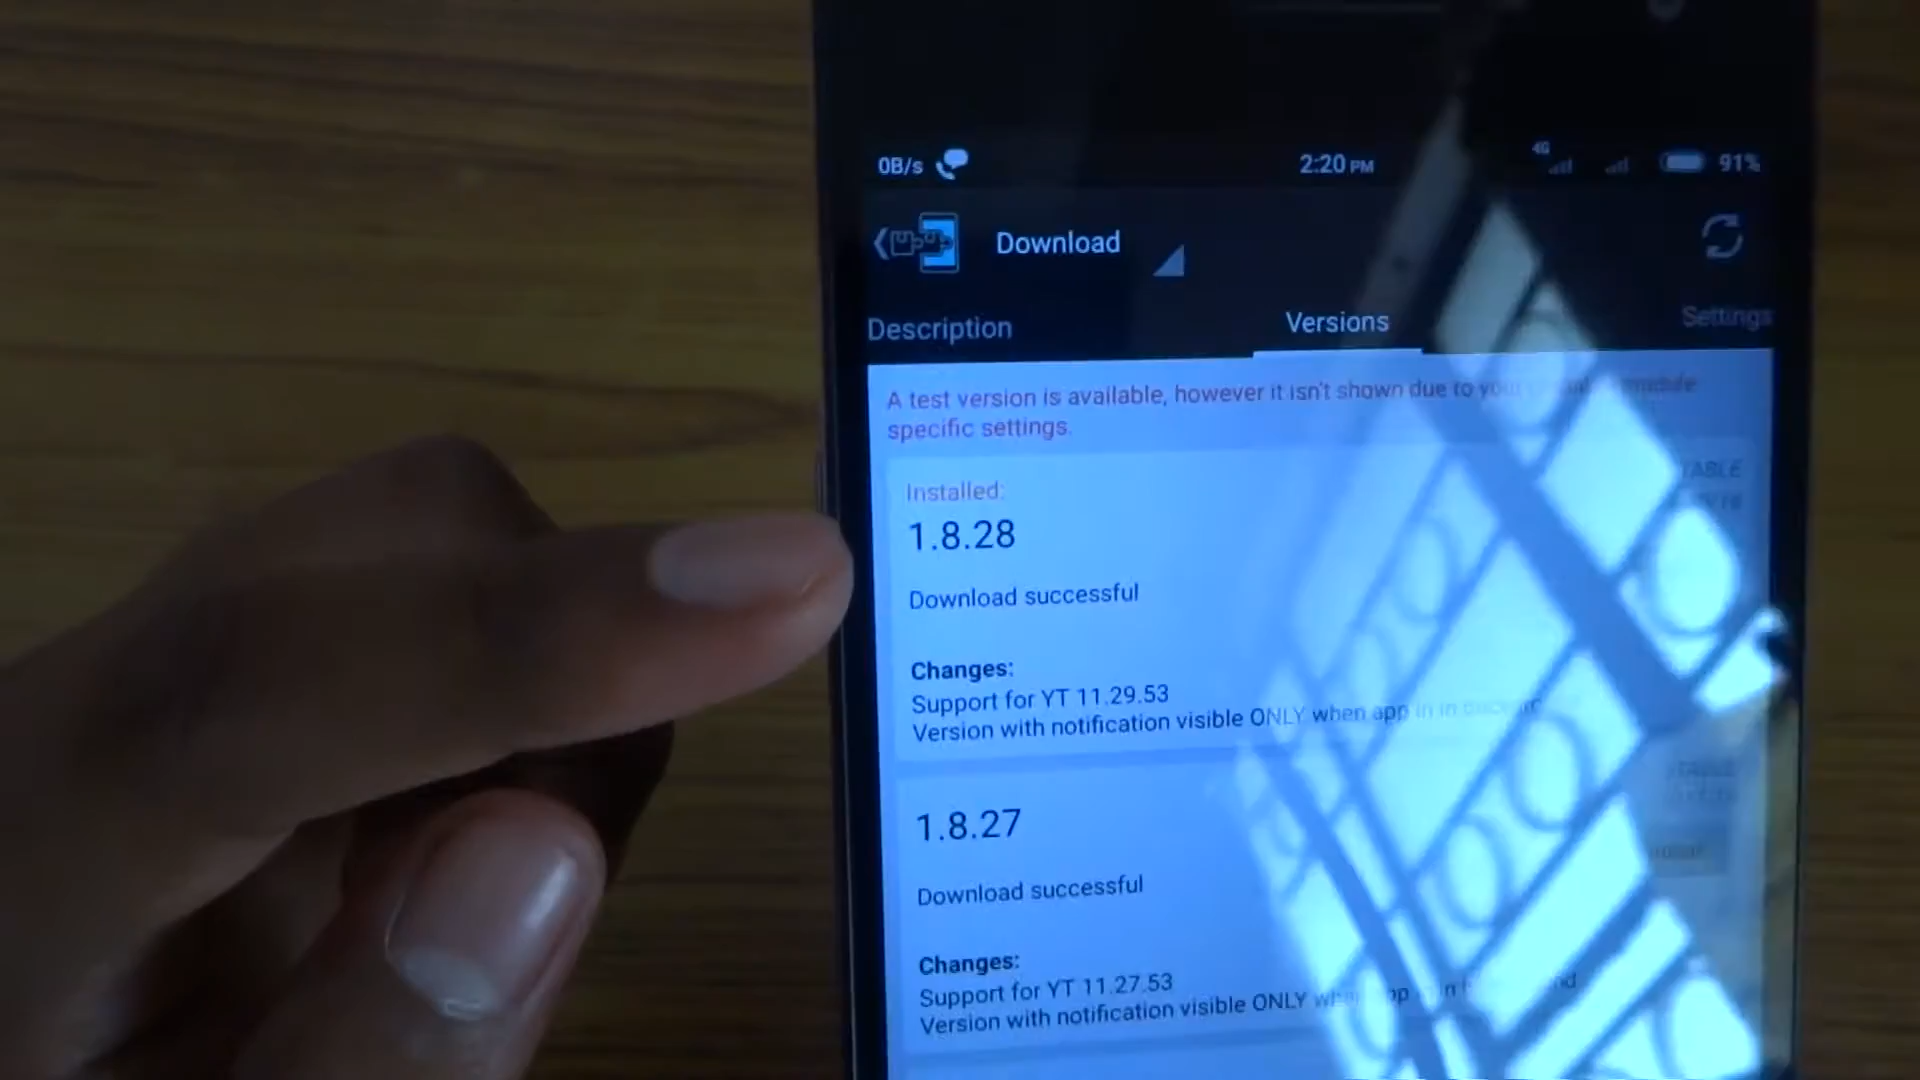 0B/s 2:20 PM 4G 91%
Download
Description Versions Settings
A test version is available, however it isn't shown due to
specific settings.
Installed:
1.8.28
Download successful
Changes:
Support for YT 11.29.53
Version with notification visible ONLY when app in in
1.8.27
Download successful
Changes:
Support for YT 11.27.53
Version with notification visible ONLY